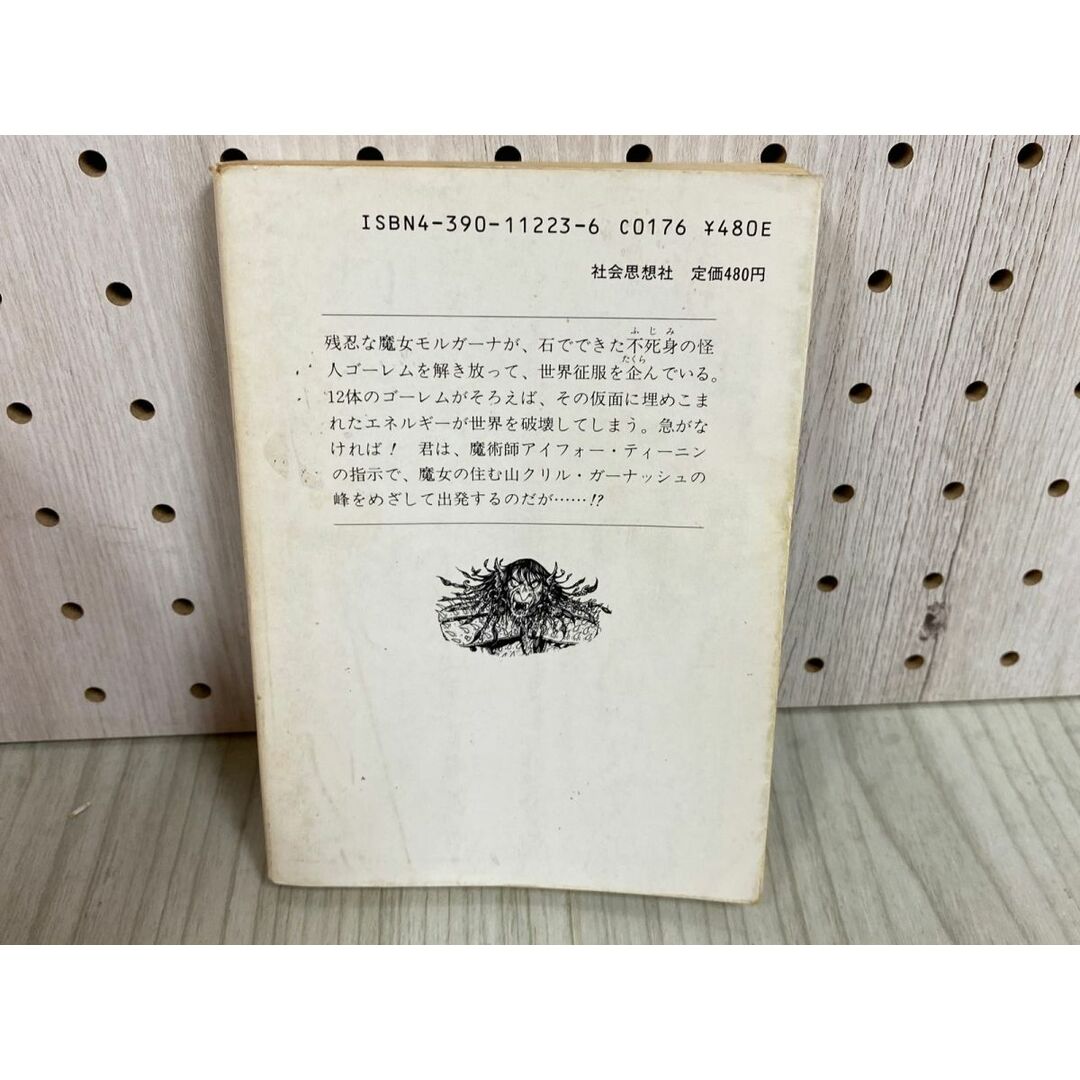 ISBN4-390-11223-6 C0176 ¥480E
社会思想社 定価480円
残忍な魔女モルガーナが、石でできた不死身の怪
人ゴーレムを解き放って、世界征服を企んでいる。
12体のゴーレムがそろえば、その仮面に埋めこま
れたエネルギーが世界を破壊してしまう。急がな
ければ! 君は、魔術師アイフォー・ティーニン
の指示で、魔女の住む山クリル・ガーナッシュの
峰をめざして出発するのだが……!?